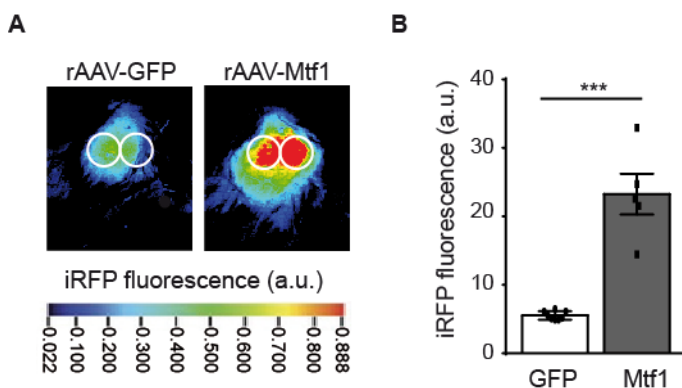 A
rAAV-GFP rAAV-Mtf1
iRFP fluorescence (a.u.)
0.022 0.100 0.200 0.300 0.400 0.500 0.600 0.700 0.800 0.888
B
iRFP fluorescence (a.u.)
40
30
20
10
0
***
GFP Mtf1